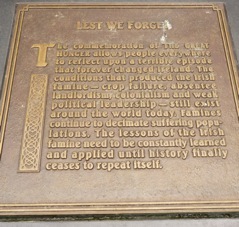 LEST WE FORGET
The commemoration of the GREAT
HUNGER allows people everywhere
to reflect upon a terrible episode
that forever changed Ireland. The
conditions that produced the Irish
famine – crop failure, absentee
landlordism, colonialism and weak
political leadership – still exist
around the world today. Famines
continue to decimate suffering popu-
lations. The lessons of the Irish
famine need to be constantly learned
and applied until history finally
ceases to repeat itself.